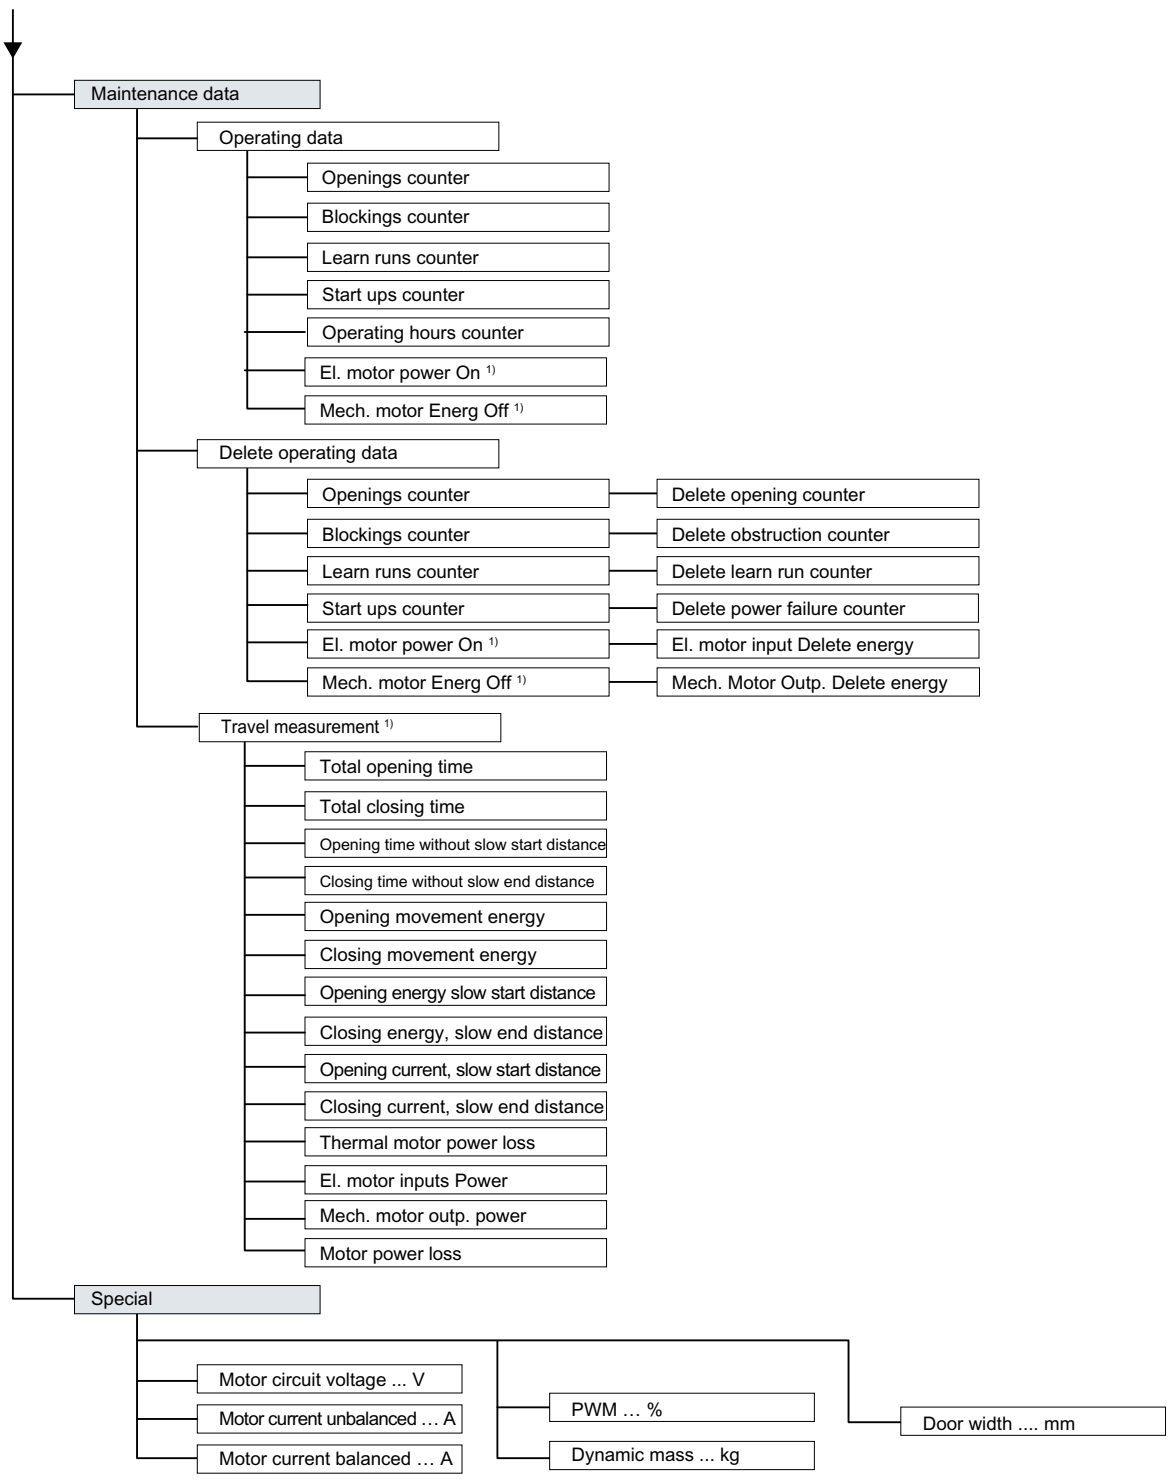 Maintenance data
Operating data
Openings counter
Blockings counter
Learn runs counter
Start ups counter
Operating hours counter
El. motor power On 1)
Mech. motor Energ Off 1)
Delete operating data
Openings counter Delete opening counter
Blockings counter Delete obstruction counter
Learn runs counter Delete learn run counter
Start ups counter Delete power failure counter
El. motor power On 1) El. motor input Delete energy
Mech. motor Energ Off 1) Mech. Motor Outp. Delete energy
Travel measurement 1)
Total opening time
Total closing time
Opening time without slow start distance
Closing time without slow end distance
Opening movement energy
Closing movement energy
Opening energy slow start distance
Closing energy, slow end distance
Opening current, slow start distance
Closing current, slow end distance
Thermal motor power loss
El. motor inputs Power
Mech. motor outp. power
Motor power loss
Special
Motor circuit voltage ... V
Motor current unbalanced … A
Motor current balanced … A
PWM … %
Dynamic mass ... kg
Door width .... mm